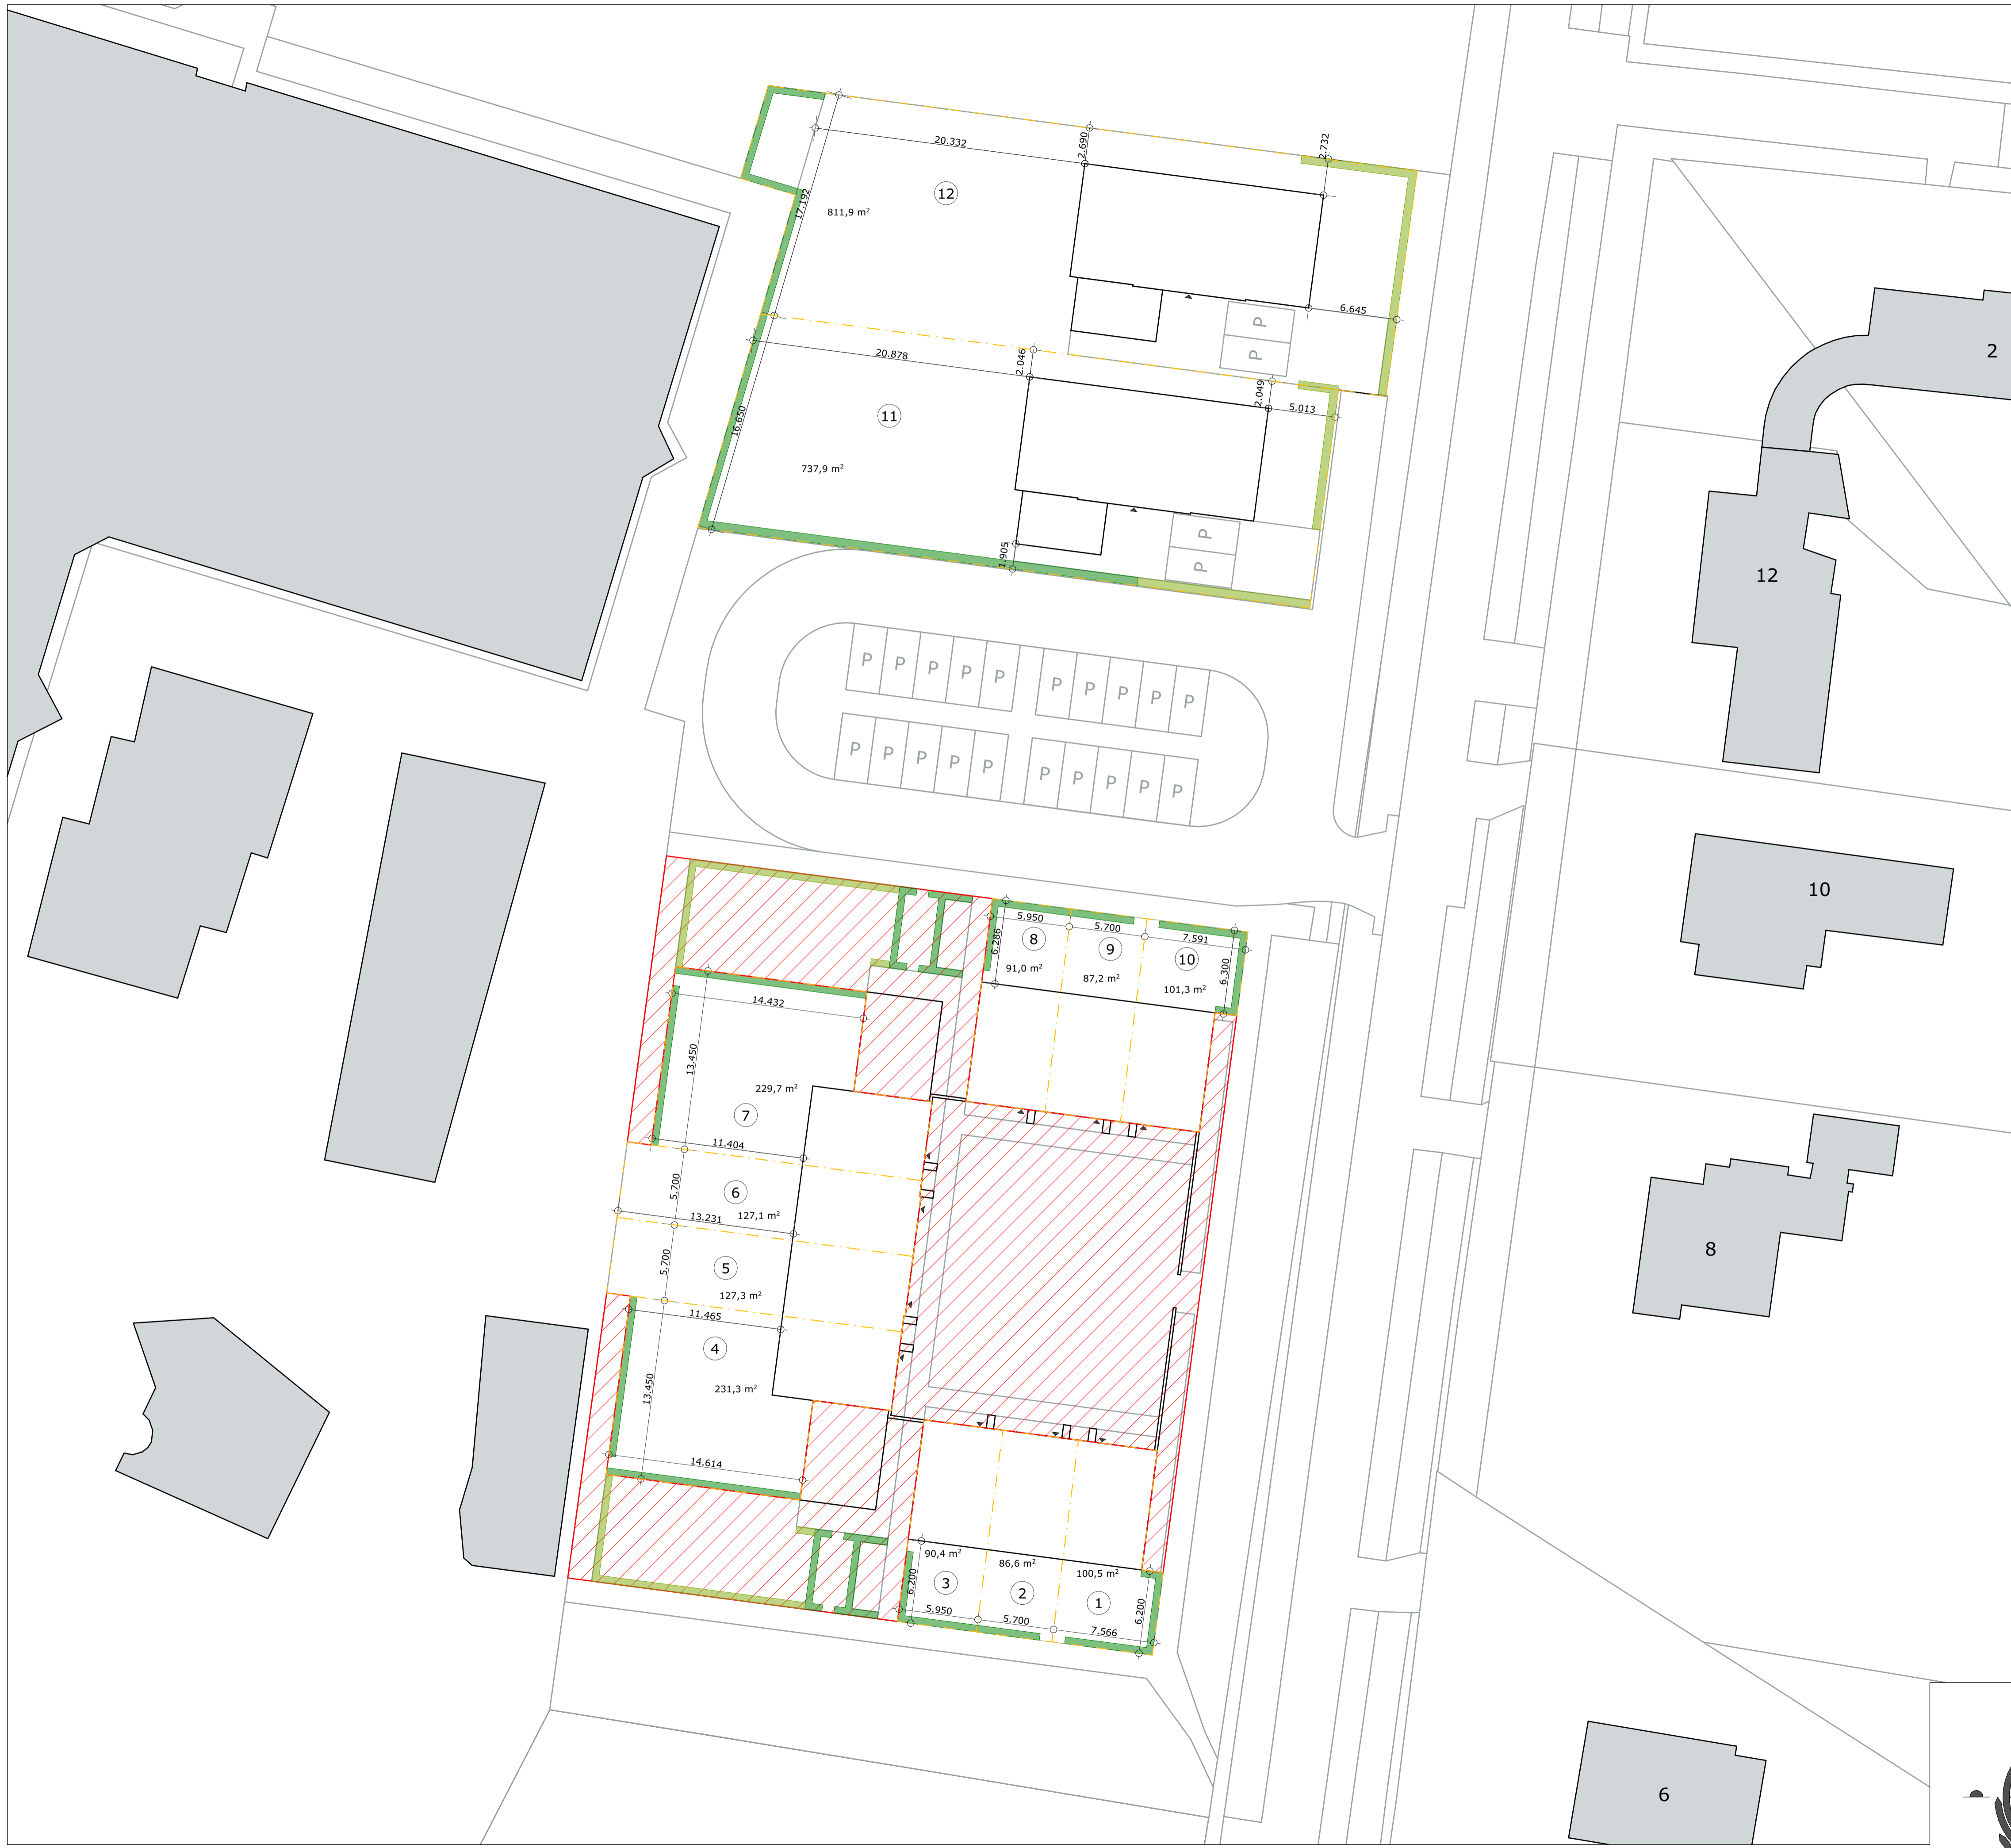 2.732
2.690
20.332
12
17.192
811,9 m²
P
6.645
P
2
20.878
2.046
2.049
5.013
11
16.650
737,9 m²
P
P
1.905
12
P P P P P P P P P P
P P P P P P P P P P
10
5.950
5.700
7.591
8
9
10
6.286
91,0 m²
87,2 m²
101,3 m²
6.300
14.432
13.450
229,7 m²
7
11.404
5.700
6
13.231
127,1 m²
5.700
5
127,3 m²
11.465
4
231,3 m²
13.450
14.614
8
90,4 m²
86,6 m²
100,5 m²
6.200
3
2
1
6.200
5.950
5.700
7.566
6